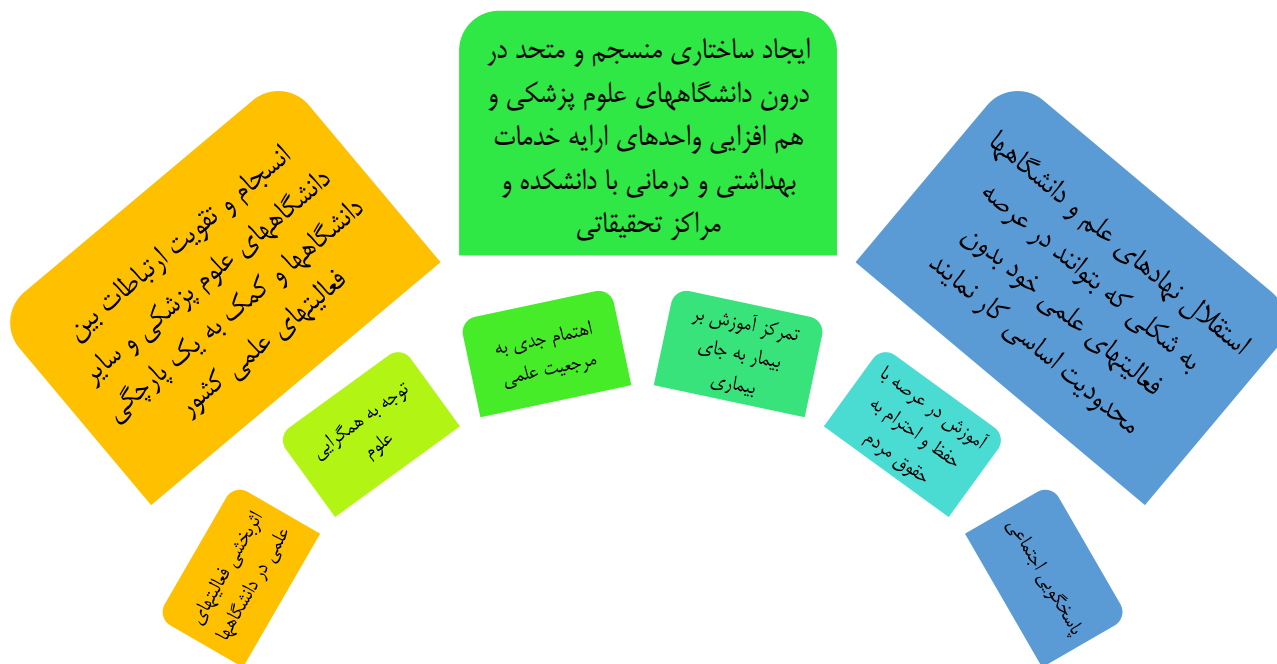 ایجاد ساختاری منسجم و متحد در
درون دانشگاههای علوم پزشکی و
هم افزایی واحدهای ارایه خدمات
بهداشتی و درمانی با دانشکده و
مراکز تحقیقاتی
استقلال نهادهای علم و دانشگاهها
به شکلی که بتوانند در عرصه
فعالیتهای علمی خود بدون
محدودیت اساسی کار نمایند
انسجام و تقویت ارتباطات بین
دانشگاههای علوم پزشکی و سایر
دانشگاهها و کمک به یک پارچگی
فعالیتهای علمی کشور
پاسخگویی اجتماعی
آموزش در عرصه با
حفظ و احترام به
حقوق مردم
تمرکز آموزش بر
بیمار به جای
بیماری
اهتمام جدی به
مرجعیت علمی
توجه به همگرایی
علوم
اثربخشی فعالیتهای
علمی در دانشگاهها